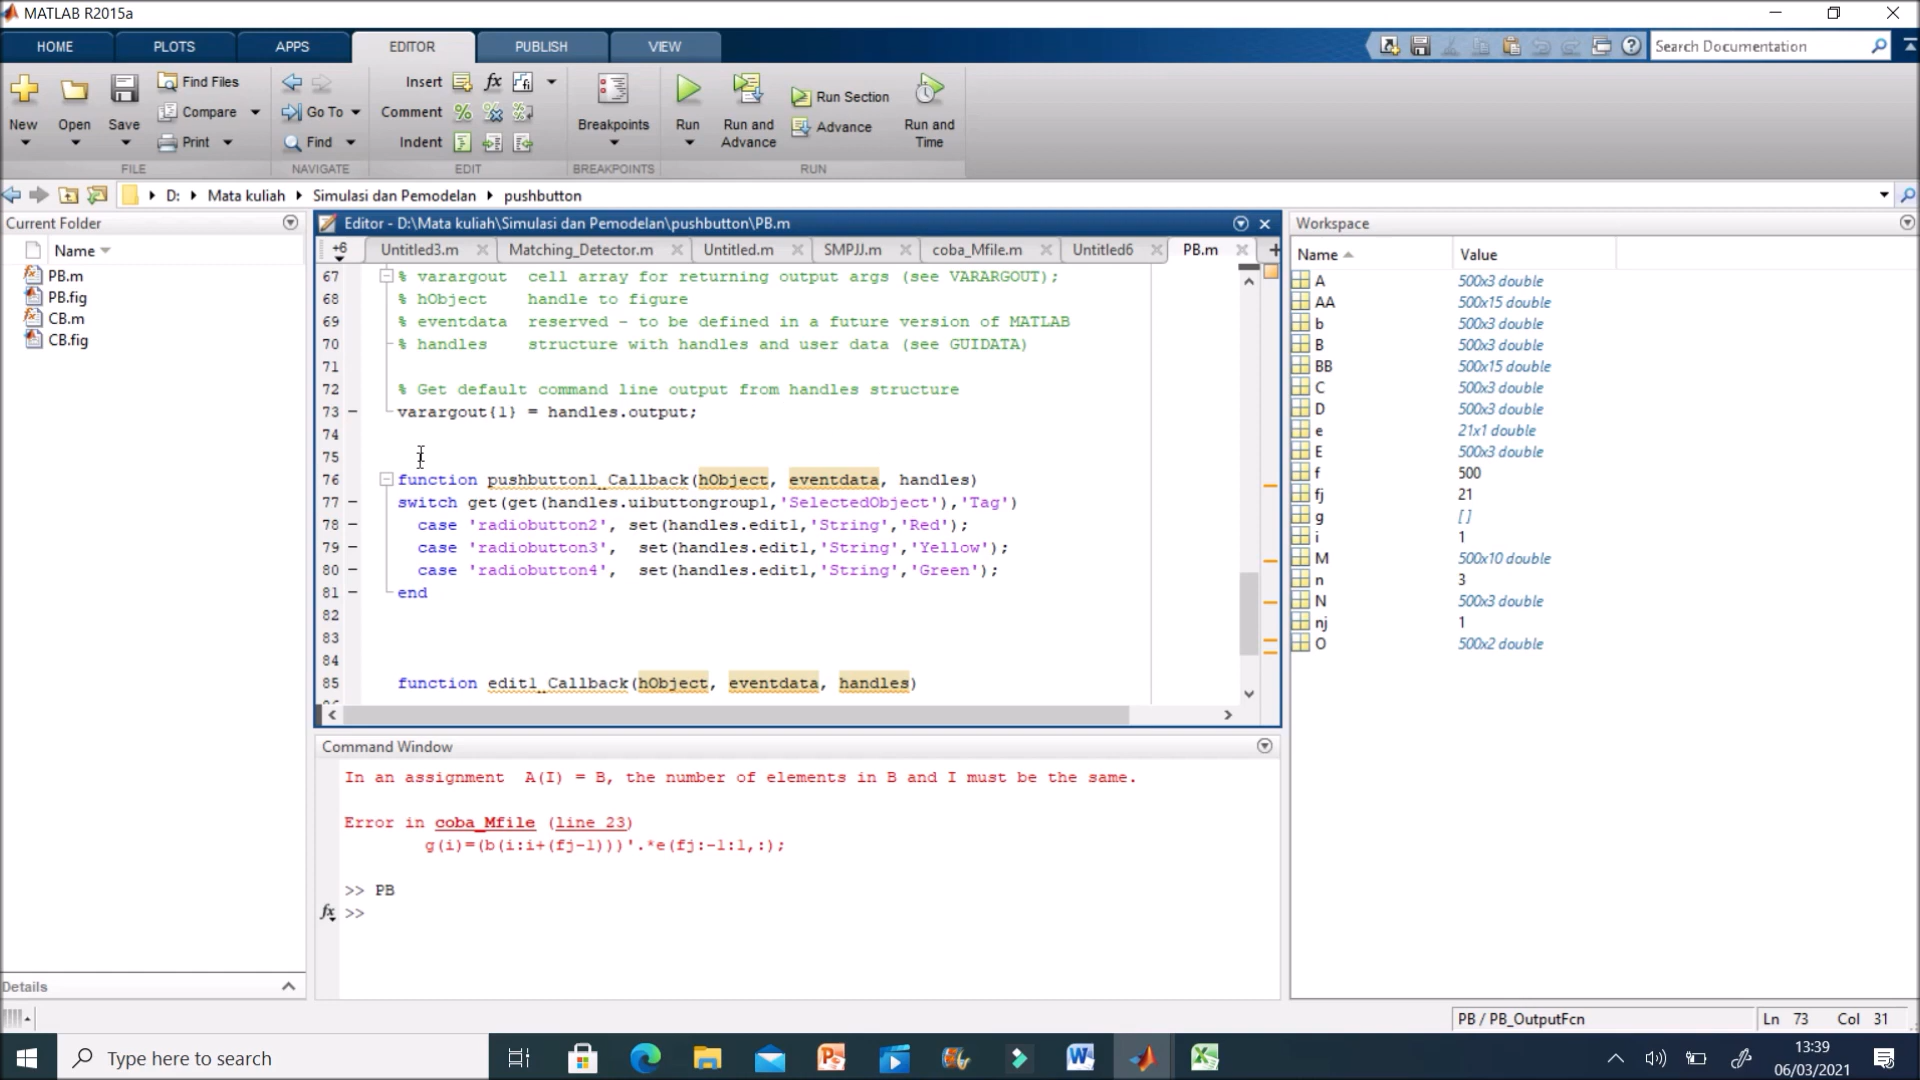 MATLAB R2015a
HOME PLOTS APPS EDITOR PUBLISH VIEW
Search Documentation
New Open Save Find Files Compare Print
FILE
Go To Find
NAVIGATE
Insert fx
Comment
Indent
EDIT
Breakpoints
BREAKPOINTS
Run Run and Advance Run Section Advance Run and Time
RUN
D: Mata kuliah Simulasi dan Pemodelan pushbutton
Current Folder
Name
PB.m
PB.fig
CB.m
CB.fig
Details
Editor - D:\Mata kuliah\Simulasi dan Pemodelan\pushbutton\PB.m
+6 Untitled3.m Matching_Detector.m Untitled.m SMPJJ.m coba_Mfile.m Untitled6 PB.m
67 % varargout cell array for returning output args (see VARARGOUT);
68 % hObject handle to figure
69 % eventdata reserved - to be defined in a future version of MATLAB
70 % handles structure with handles and user data (see GUIDATA)
71
72 % Get default command line output from handles structure
73 varargout{1} = handles.output;
74
75
76 function pushbutton1_Callback(hObject, eventdata, handles)
77 switch get(get(handles.uibuttongroup1,'SelectedObject'),'Tag')
78 case 'radiobutton2', set(handles.edit1,'String','Red');
79 case 'radiobutton3', set(handles.edit1,'String','Yellow');
80 case 'radiobutton4', set(handles.edit1,'String','Green');
81 end
82
83
84
85 function edit1_Callback(hObject, eventdata, handles)
Command Window
In an assignment A(I) = B, the number of elements in B and I must be the same.
Error in coba_Mfile (line 23)
g(i)=(b(i:i+(fj-1)))'.*e(fj:-1:1,:);
>> PB
fx >>
Workspace
Name Value
A 500x3 double
AA 500x15 double
b 500x3 double
B 500x3 double
BB 500x15 double
C 500x3 double
D 500x3 double
e 21x1 double
E 500x3 double
f 500
fj 21
g []
i 1
M 500x10 double
n 3
N 500x3 double
nj 1
O 500x2 double
PB / PB_OutputFcn Ln 73 Col 31
Type here to search
13:39
06/03/2021